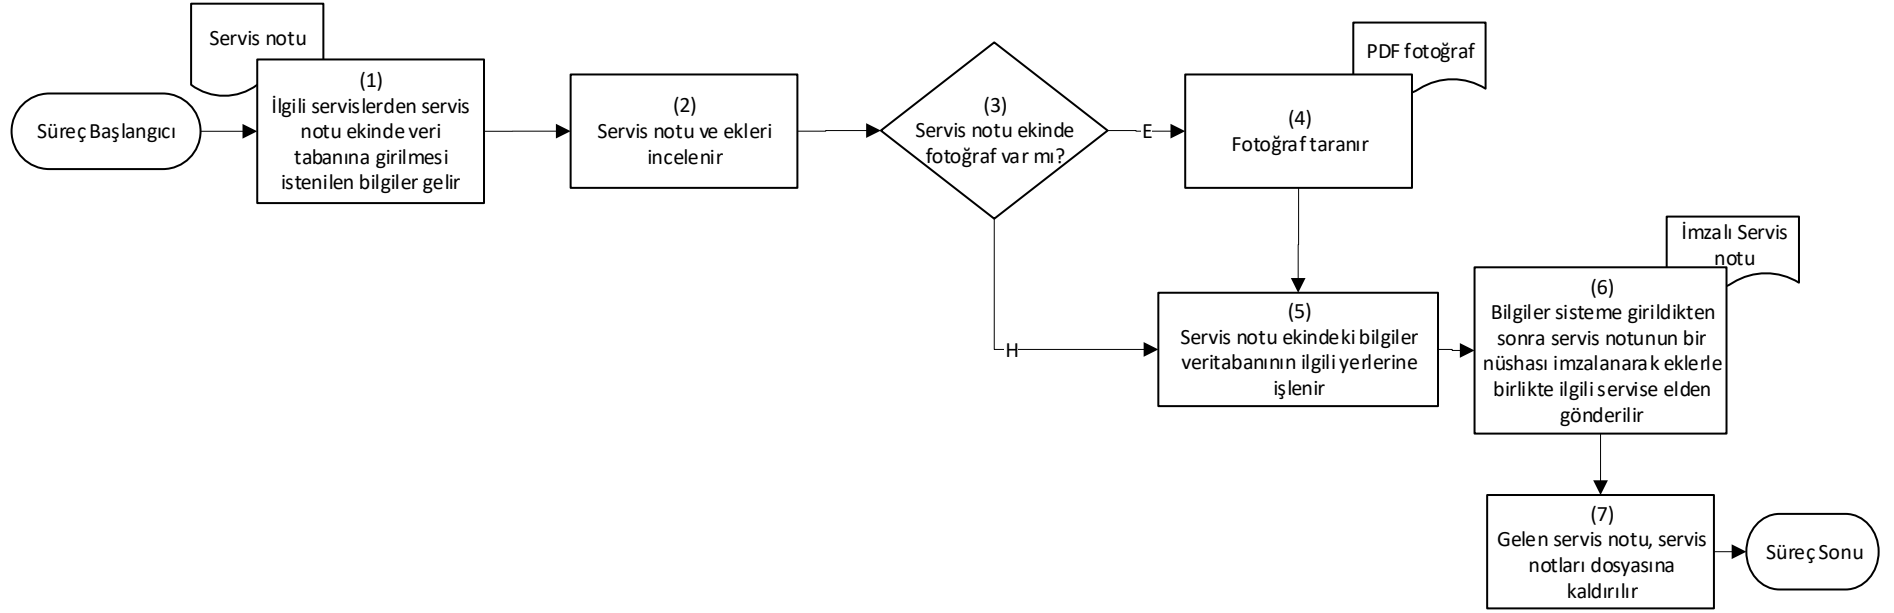 Servis notu
Süreç Başlangıcı
(1)
İlgili servislerden servis
notu ekinde veri
tabanına girilmesi
istenilen bilgiler gelir
(2)
Servis notu ve ekleri
incelenir
(3)
Servis notu ekinde
fotoğraf var mı?
E
H
PDF fotoğraf
(4)
Fotoğraf taranır
(5)
Servis notu ekindeki bilgiler
veritabanının ilgili yerlerine
işlenir
İmzalı Servis
notu
(6)
Bilgiler sisteme girildikten
sonra servis notunun bir
nüshası imzalanarak eklerle
birlikte ilgili servise elden
gönderilir
(7)
Gelen servis notu, servis
notları dosyasına
kaldırılır
Süreç Sonu